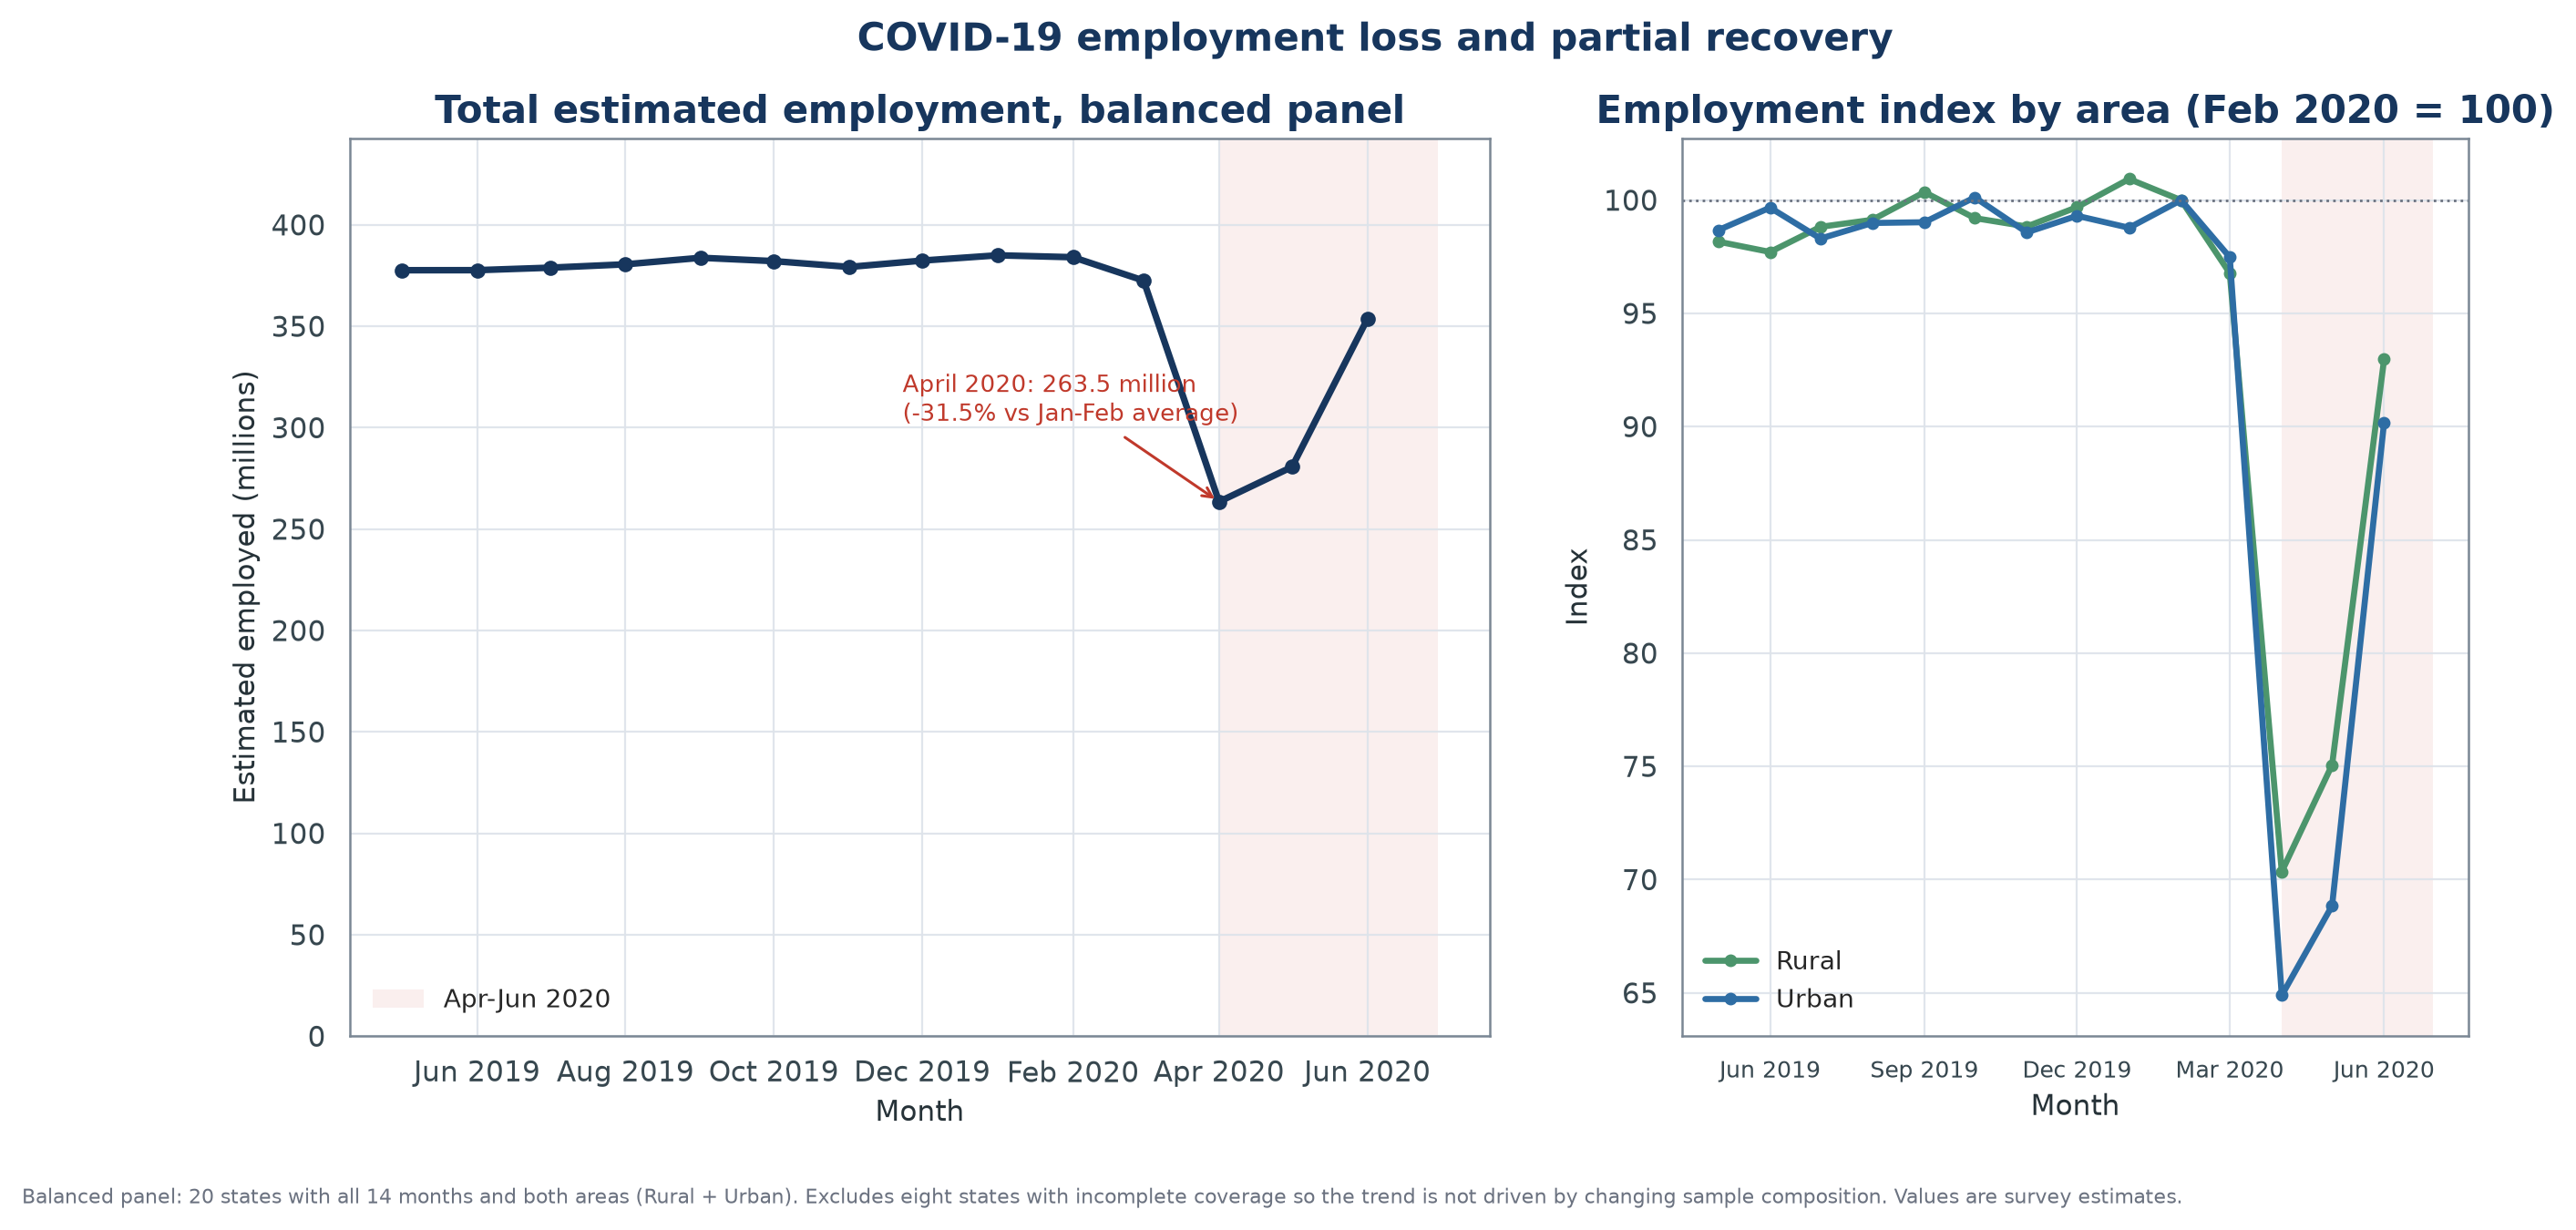 COVID-19 employment loss and partial recovery
Total estimated employment, balanced panel
Estimated employed (millions)
400
350
300
250
200
150
100
50
0
April 2020: 263.5 million
(-31.5% vs Jan-Feb average)
Apr-Jun 2020
Jun 2019 Aug 2019 Oct 2019 Dec 2019 Feb 2020 Apr 2020 Jun 2020
Month
Employment index by area (Feb 2020 = 100)
Index
100
95
90
85
80
75
70
65
Rural
Urban
Jun 2019 Sep 2019 Dec 2019 Mar 2020 Jun 2020
Month
Balanced panel: 20 states with all 14 months and both areas (Rural + Urban). Excludes eight states with incomplete coverage so the trend is not driven by changing sample composition. Values are survey estimates.